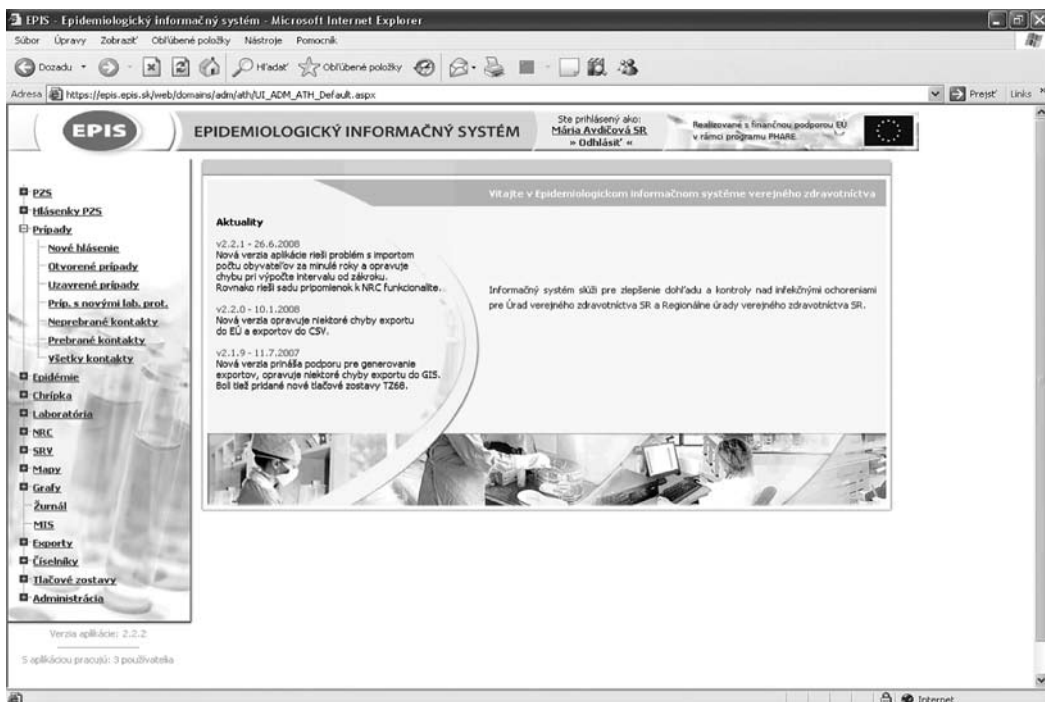 EPIS - Epidemiologický informačný systém - Microsoft Internet Explorer
Súbor Úpravy Zobraziť Obľúbené položky Nástroje Pomocník
Dozadu Hľadať Obľúbené položky
Adresa https://epis.epis.sk/web/domains/adm/ath/UI_ADM_ATH_Default.aspx Prejsť Links »
EPIS
EPIDEMIOLOGICKÝ INFORMAČNÝ SYSTÉM
Ste prihlásený ako:
Mária Avdičová SR
» Odhlásiť «
Realizované s finančnou podporou EÚ
v rámci programu PHARE
PZS
Hlásenky PZS
Prípady
Nové hlásenie
Otvorené prípady
Uzavrené prípady
Príp. s novými lab. prot.
Neprebrané kontakty
Prebrané kontakty
Všetky kontakty
Epidémie
Chrípka
Laboratória
NRC
SRV
Mapy
Grafy
Žurnál
MIS
Exporty
Číselníky
Tlačové zostavy
Administrácia
Verzia aplikácie: 2.2.2
S aplikáciou pracujú: 3 používatelia
Vitajte v Epidemiologickom informačnom systéme verejného zdravotníctva
Aktuality
v2.2.1 - 26.6.2008
Nová verzia aplikácie rieši problém s importom
počtu obyvateľov za minulé roky a opravuje
chybu pri výpočte intervalu od zákroku.
Rovnako rieši sadu pripomienok k NRC funkcionalite.
v2.2.0 - 10.1.2008
Nová verzia opravuje niektoré chyby exportu
do EÚ a exportov do CSV.
v2.1.9 - 11.7.2007
Nová verzia prináša podporu pre generovanie
exportov, opravuje niektoré chyby exportu do GIS.
Boli tiež pridané nové tlačové zostavy TZ68.
Informačný systém slúži pre zlepšenie dohľadu a kontroly nad infekčnými ochoreniami
pre Úrad verejného zdravotníctva SR a Regionálne úrady verejného zdravotníctva SR.
Internet